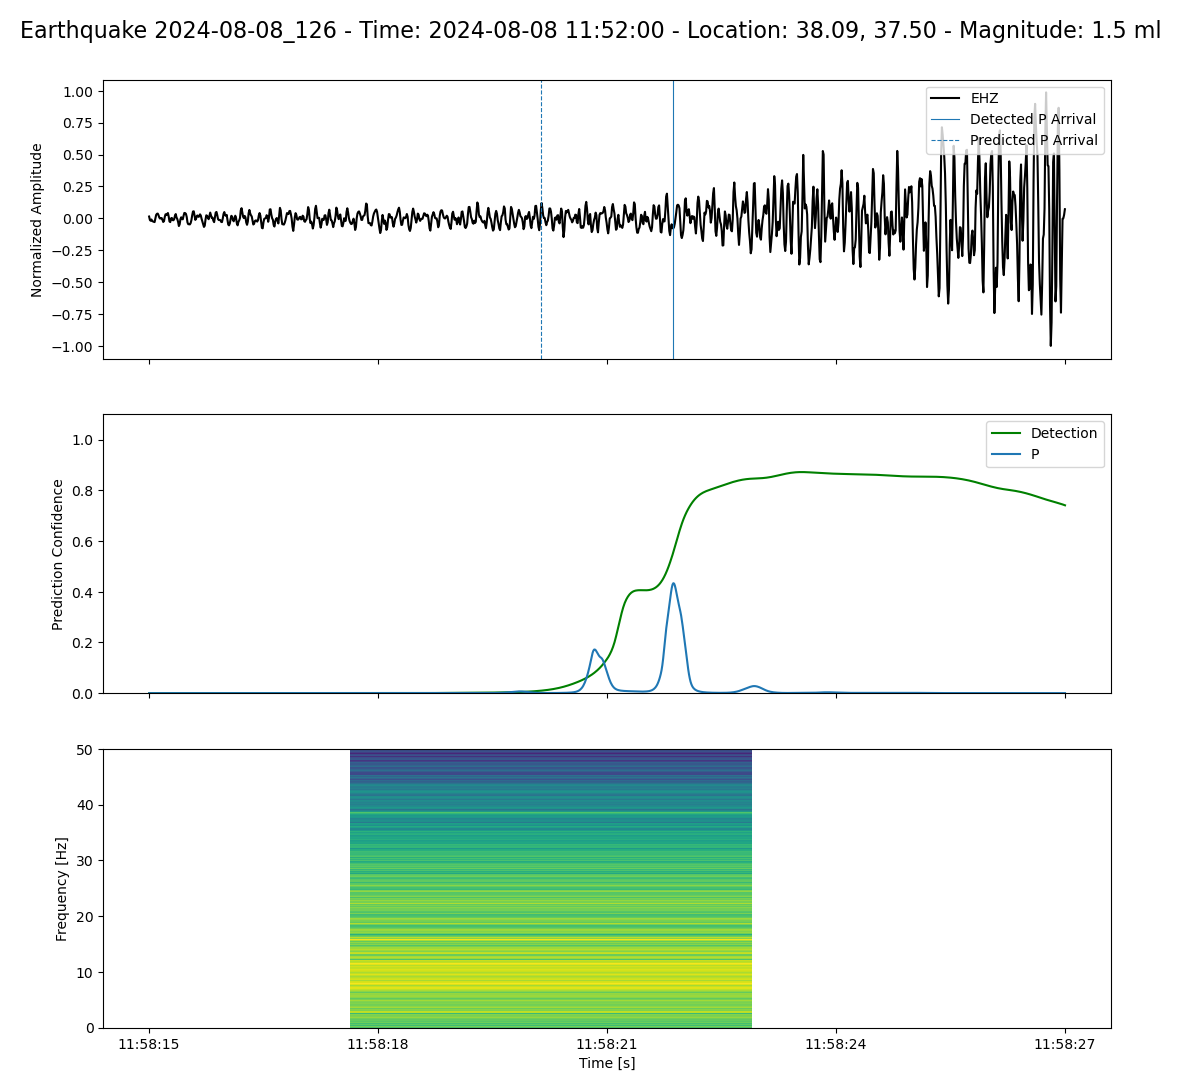 Earthquake 2024-08-08_126 - Time: 2024-08-08 11:52:00 - Location: 38.09, 37.50 - Magnitude: 1.5 ml
EHZ
Detected P Arrival
Predicted P Arrival
1.00
0.75
0.50
0.25
0.00
−0.25
−0.50
−0.75
−1.00
Normalized Amplitude
Detection
P
1.0
0.8
0.6
0.4
0.2
0.0
Prediction Confidence
50
40
30
20
10
0
Frequency [Hz]
11:58:15 11:58:18 11:58:21 11:58:24 11:58:27
Time [s]